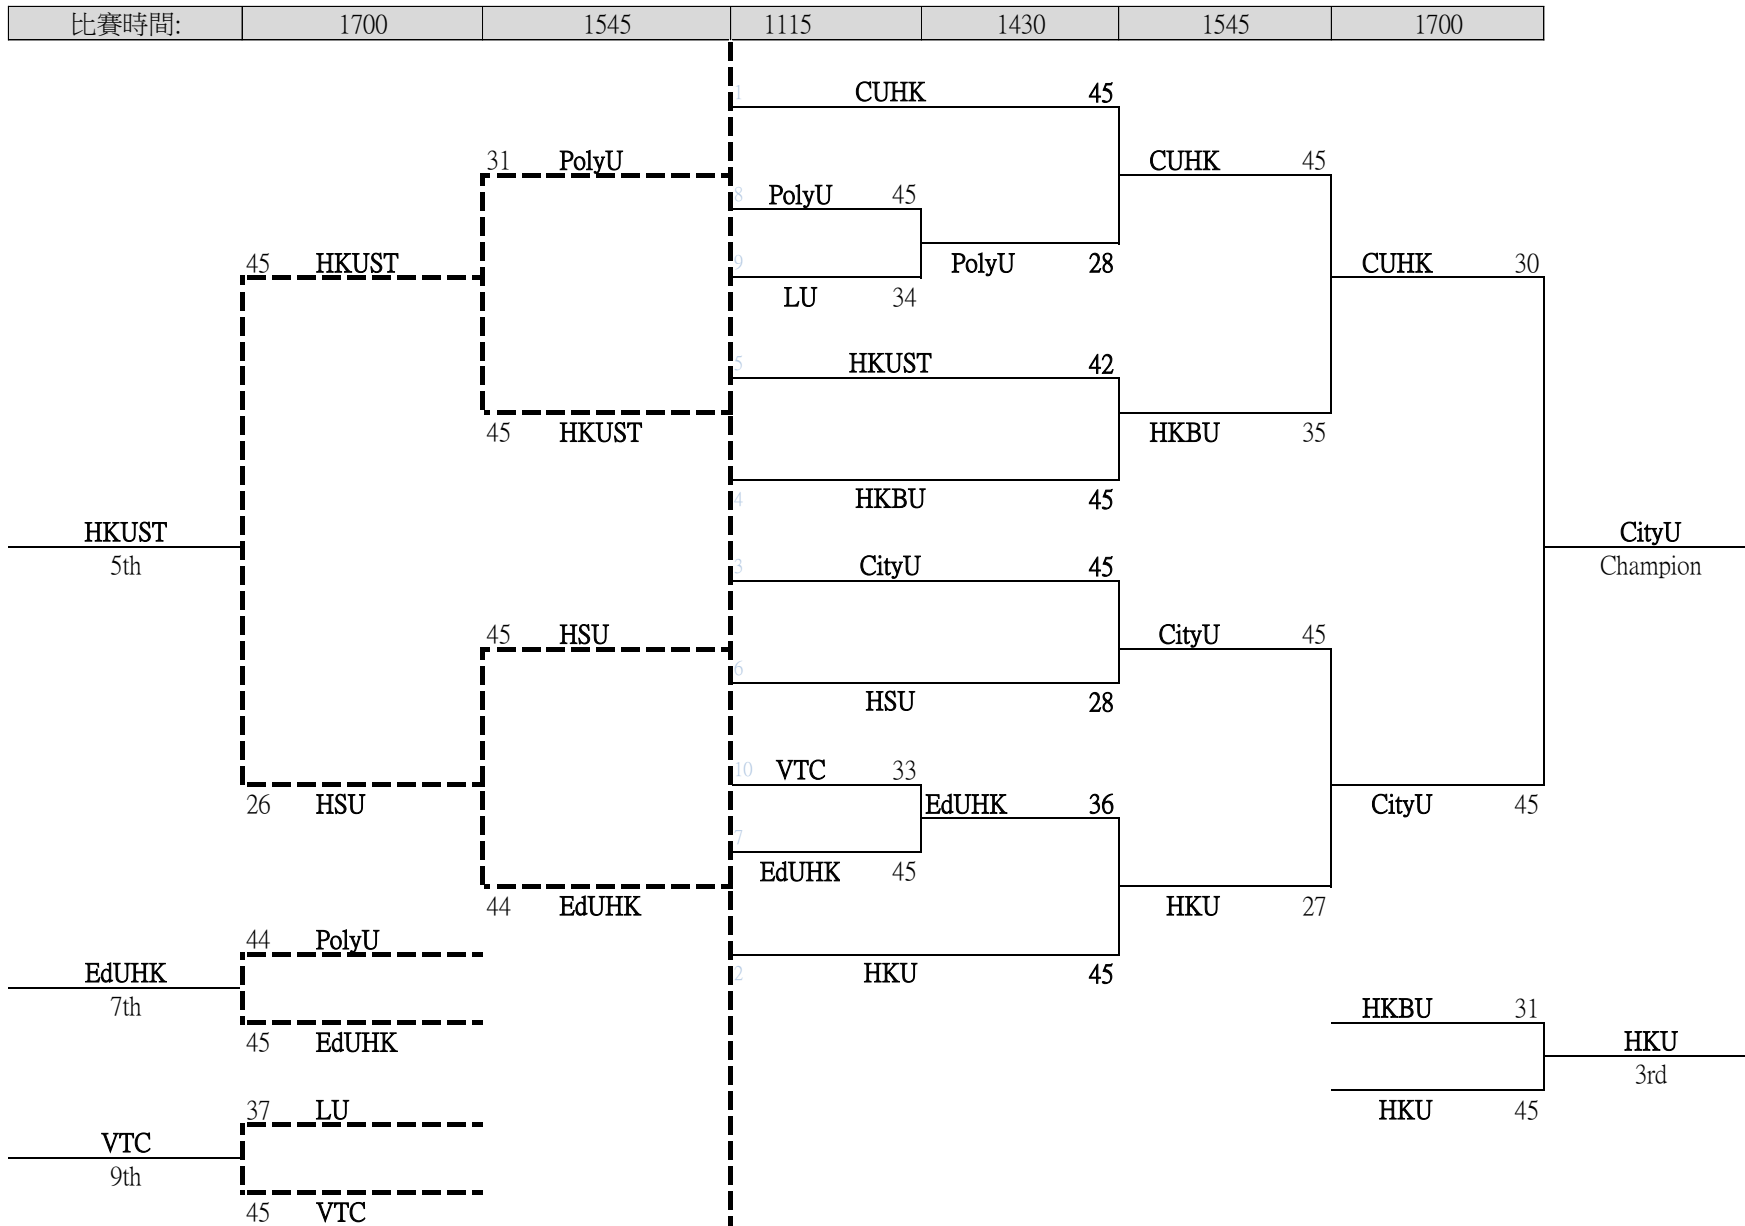 比賽時間: 1700 1545 1115 1430 1545 1700
1 CUHK 45
31 PolyU CUHK 45
8 PolyU 45
45 HKUST 9 PolyU 28 CUHK 30
LU 34
5 HKUST 42
45 HKUST HKBU 35
4 HKBU 45
HKUST CityU
5th 3 CityU 45 Champion
45 HSU CityU 45
6
HSU 28
10 VTC 33
26 HSU EdUHK 36 CityU 45
7
EdUHK 45
44 EdUHK HKU 27
44 PolyU
EdUHK 2 HKU 45
7th HKBU 31
45 EdUHK HKU
3rd
37 LU HKU 45
VTC
9th
45 VTC